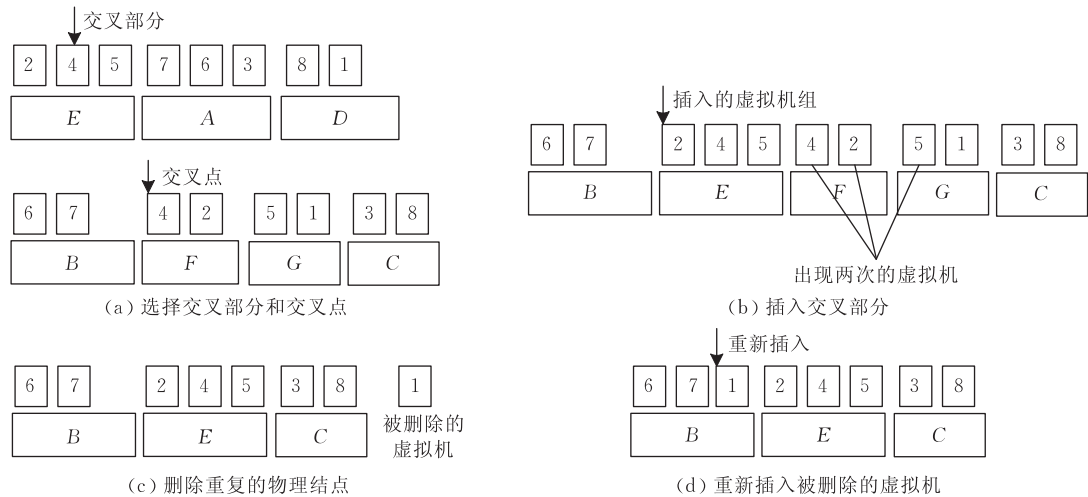 交叉部分
2 4 5 7 6 3 8 1
E A D
交叉点
6 7 4 2 5 1 3 8
B F G C
(a)选择交叉部分和交叉点
插入的虚拟机组
6 7 2 4 5 4 2 5 1 3 8
B E F G C
出现两次的虚拟机
(b)插入交叉部分
6 7 2 4 5 3 8 1
B E C
被删除的
虚拟机
(c)删除重复的物理结点
重新插入
6 7 1 2 4 5 3 8
B E C
(d)重新插入被删除的虚拟机